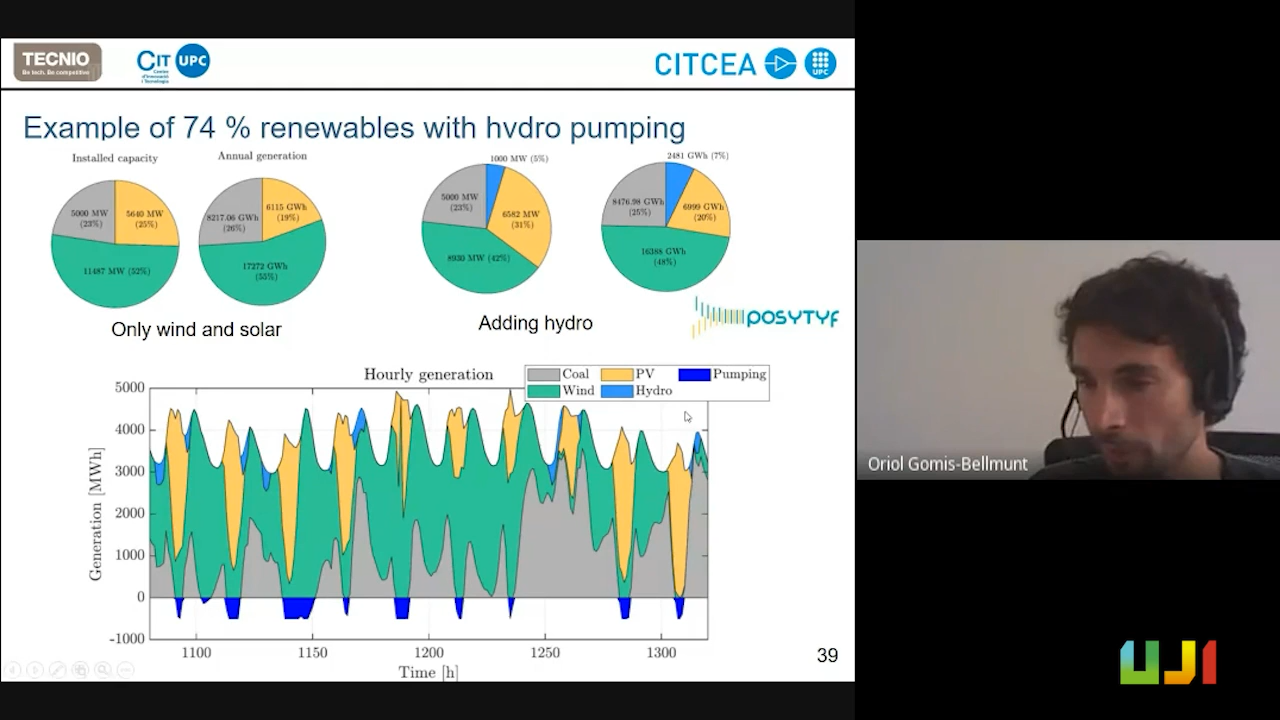 TECNIO
Be tech. Be competitive
CIT UPC
Centre
d'Innovació
i Tecnologia
CITCEA
UPC
Example of 74 % renewables with hydro pumping
Installed capacity
Annual generation
1000 MW (5%)
2481 GWh (7%)
5000 MW
(23%)
5640 MW
(25%)
11487 MW (52%)
8217.06 GWh
(26%)
6115 GWh
(19%)
17272 GWh
(55%)
5000 MW
(23%)
6582 MW
(31%)
8930 MW (42%)
8476.98 GWh
(25%)
6999 GWh
(20%)
16388 GWh
(48%)
Only wind and solar
Adding hydro
POSYTYF
Hourly generation
Coal
PV
Pumping
Wind
Hydro
Generation [MWh]
5000
4000
3000
2000
1000
0
-1000
1100
1150
1200
1250
1300
Time [h]
39
Oriol Gomis-Bellmunt
UJI